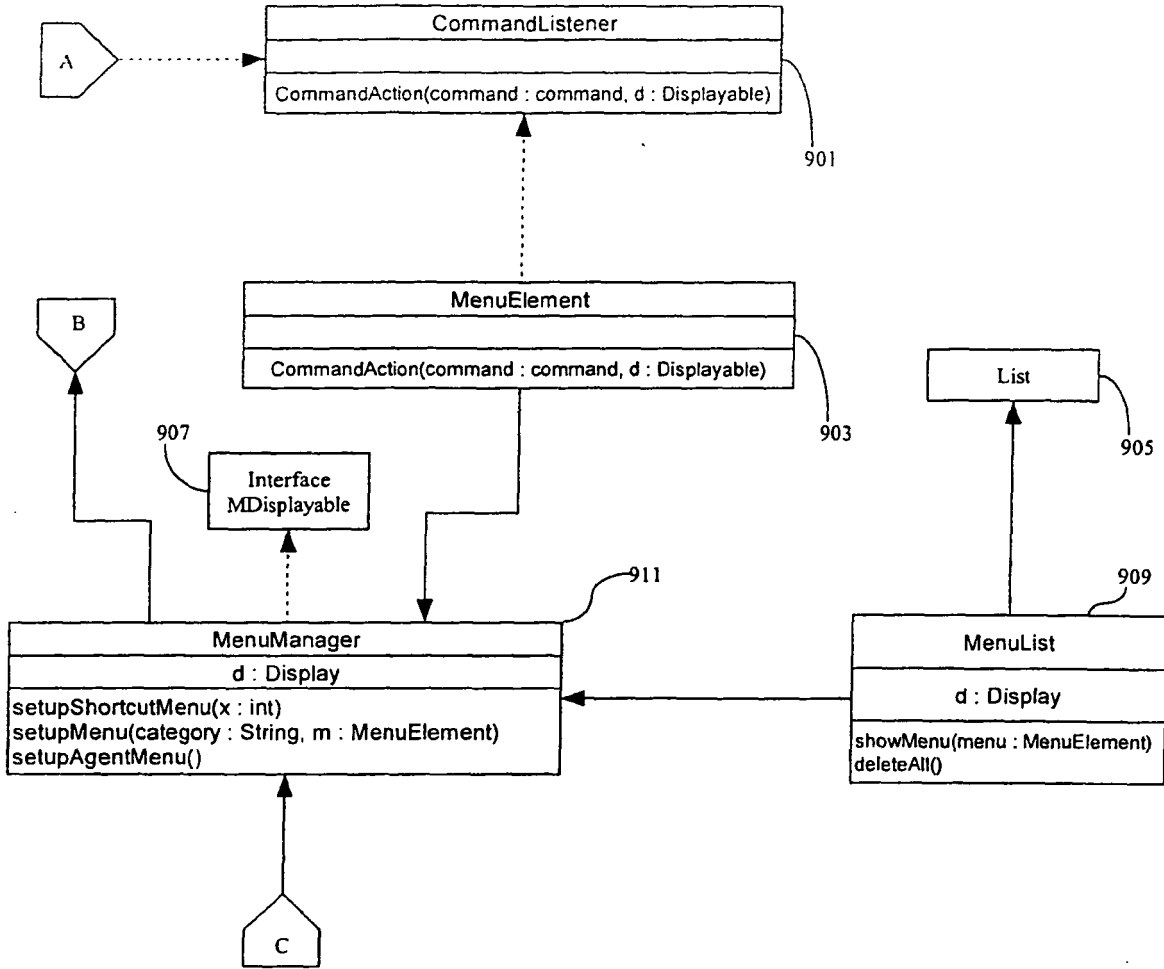 CommandListener
A
CommandAction(command : command, d : Displayable)
901
MenuElement
B
CommandAction(command : command, d : Displayable)
List
903
905
907
Interface
MDisplayable
911
909
MenuManager
MenuList
d : Display
d : Display
setupShortcutMenu(x : int)
setupMenu(category : String, m : MenuElement)
setupAgentMenu()
showMenu(menu : MenuElement)
deleteAll()
C